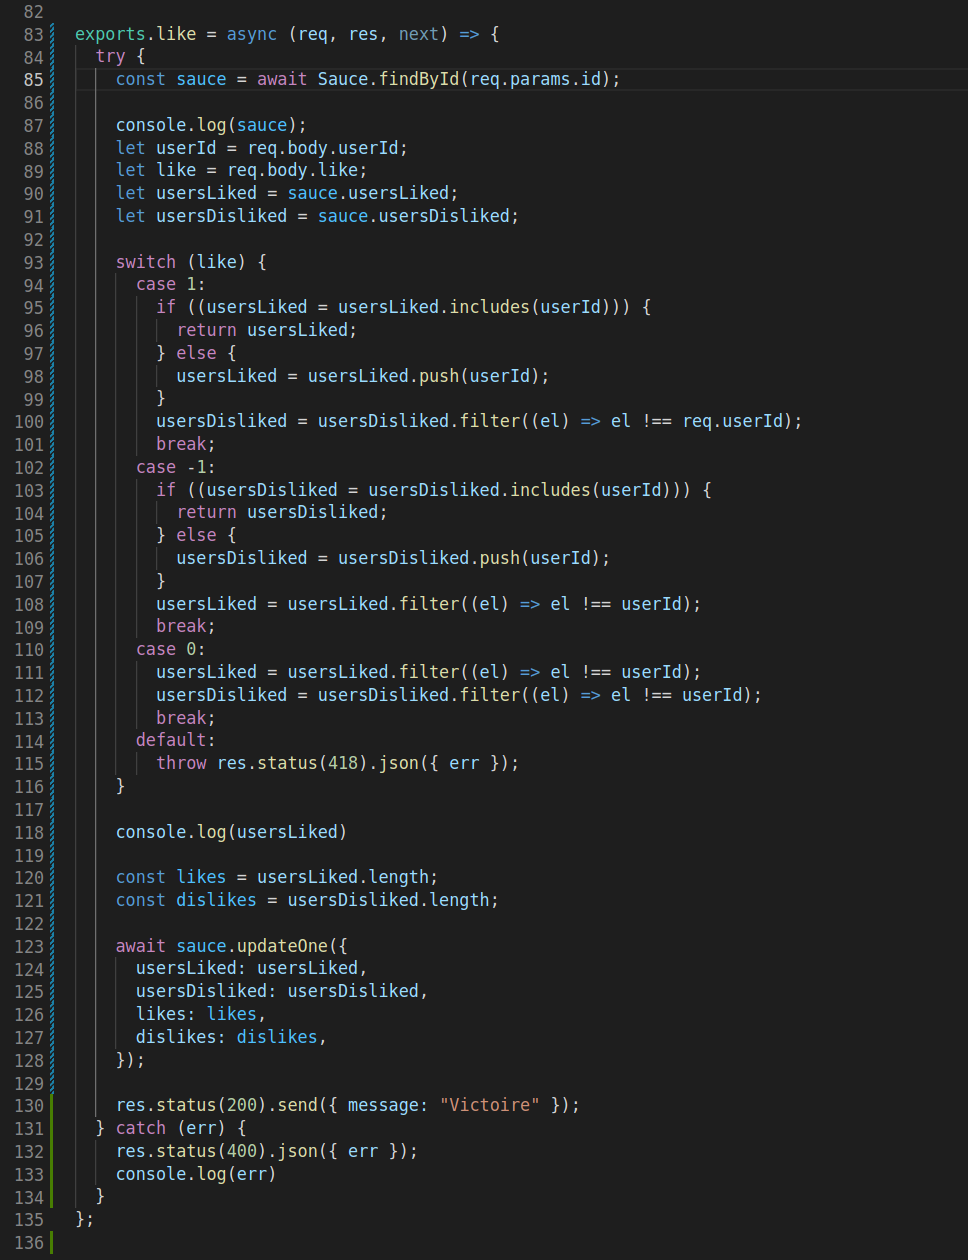 82
83 exports.like = async (req, res, next) => {
84 try {
85 const sauce = await Sauce.findById(req.params.id);
86
87 console.log(sauce);
88 let userId = req.body.userId;
89 let like = req.body.like;
90 let usersLiked = sauce.usersLiked;
91 let usersDisliked = sauce.usersDisliked;
92
93 switch (like) {
94 case 1:
95 if ((usersLiked = usersLiked.includes(userId))) {
96 return usersLiked;
97 } else {
98 usersLiked = usersLiked.push(userId);
99 }
100 usersDisliked = usersDisliked.filter((el) => el !== req.userId);
101 break;
102 case -1:
103 if ((usersDisliked = usersDisliked.includes(userId))) {
104 return usersDisliked;
105 } else {
106 usersDisliked = usersDisliked.push(userId);
107 }
108 usersLiked = usersLiked.filter((el) => el !== userId);
109 break;
110 case 0:
111 usersLiked = usersLiked.filter((el) => el !== userId);
112 usersDisliked = usersDisliked.filter((el) => el !== userId);
113 break;
114 default:
115 throw res.status(418).json({ err });
116 }
117
118 console.log(usersLiked)
119
120 const likes = usersLiked.length;
121 const dislikes = usersDisliked.length;
122
123 await sauce.updateOne({
124 usersLiked: usersLiked,
125 usersDisliked: usersDisliked,
126 likes: likes,
127 dislikes: dislikes,
128 });
129
130 res.status(200).send({ message: "Victoire" });
131 } catch (err) {
132 res.status(400).json({ err });
133 console.log(err)
134 }
135 };
136